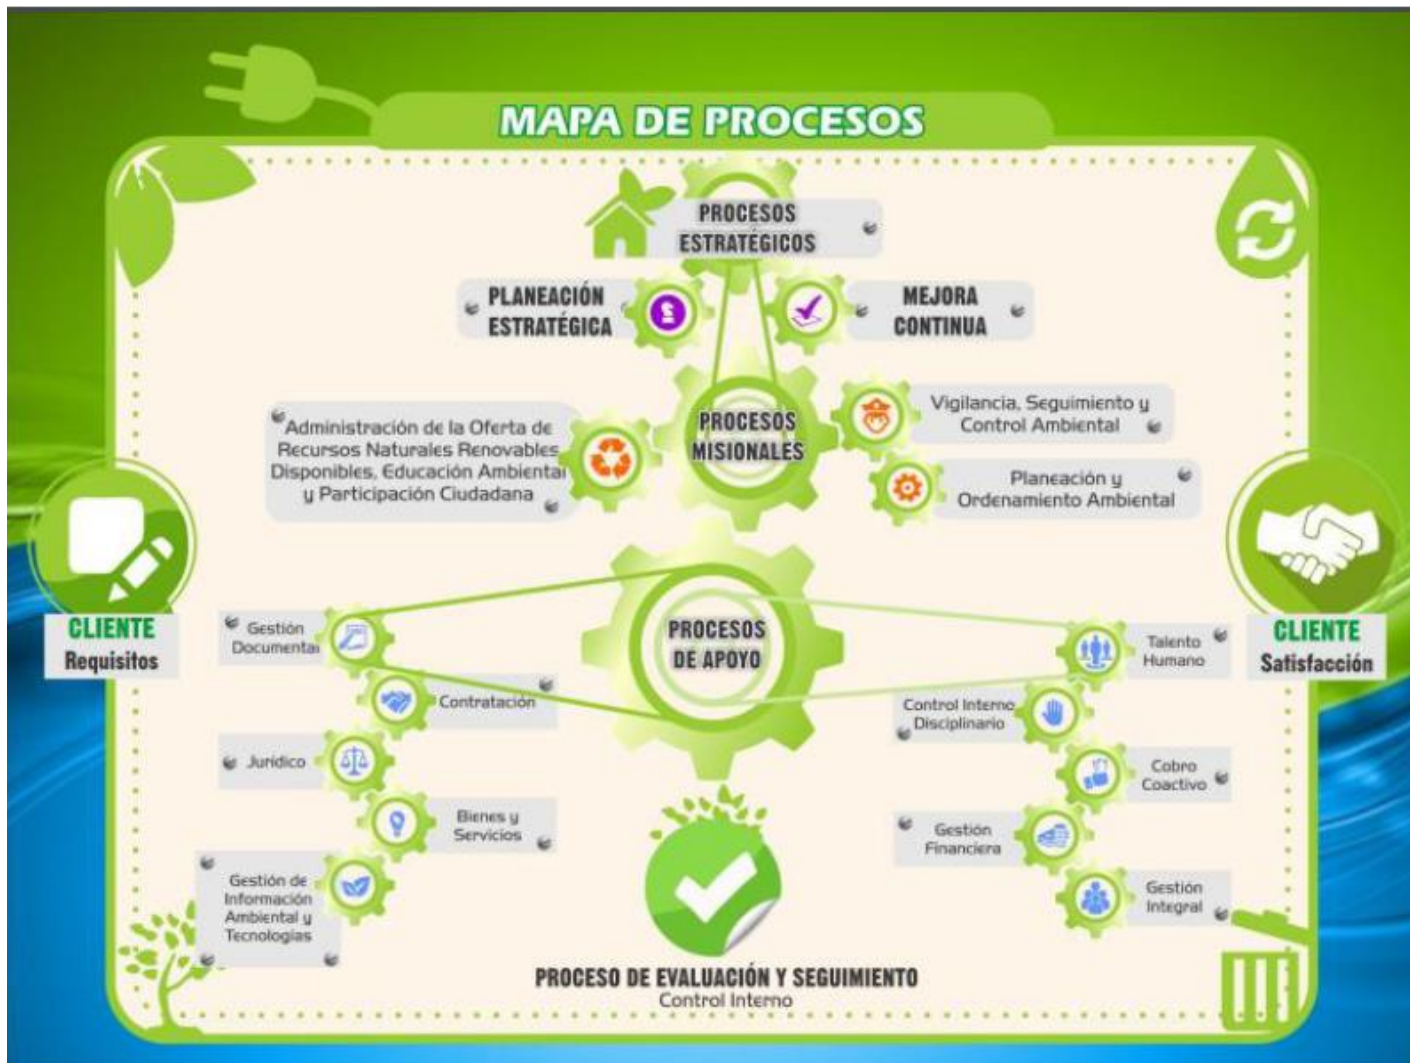 MAPA DE PROCESOS
PROCESOS
ESTRATÉGICOS
PLANEACIÓN
ESTRATÉGICA
MEJORA
CONTINUA
PROCESOS
MISIONALES
Administración de la Oferta de
Recursos Naturales Renovables
Disponibles, Educación Ambiental
y Participación Ciudadana
Vigilancia, Seguimiento y
Control Ambiental
Planeación y
Ordenamiento Ambiental
CLIENTE
Requisitos
CLIENTE
Satisfacción
PROCESOS
DE APOYO
Gestión
Documental
Contratación
Jurídico
Bienes y
Servicios
Gestión de
Información
Ambiental y
Tecnologías
Talento
Humano
Control Interno
Disciplinario
Cobro
Coactivo
Gestión
Financiera
Gestión
Integral
PROCESO DE EVALUACIÓN Y SEGUIMIENTO
Control Interno